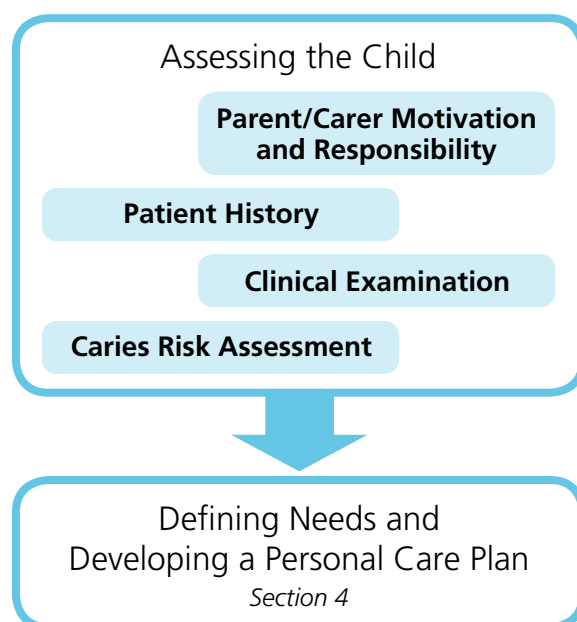 Assessing the Child
Parent/Carer Motivation
and Responsibility
Patient History
Clinical Examination
Caries Risk Assessment
Defining Needs and
Developing a Personal Care Plan
Section 4